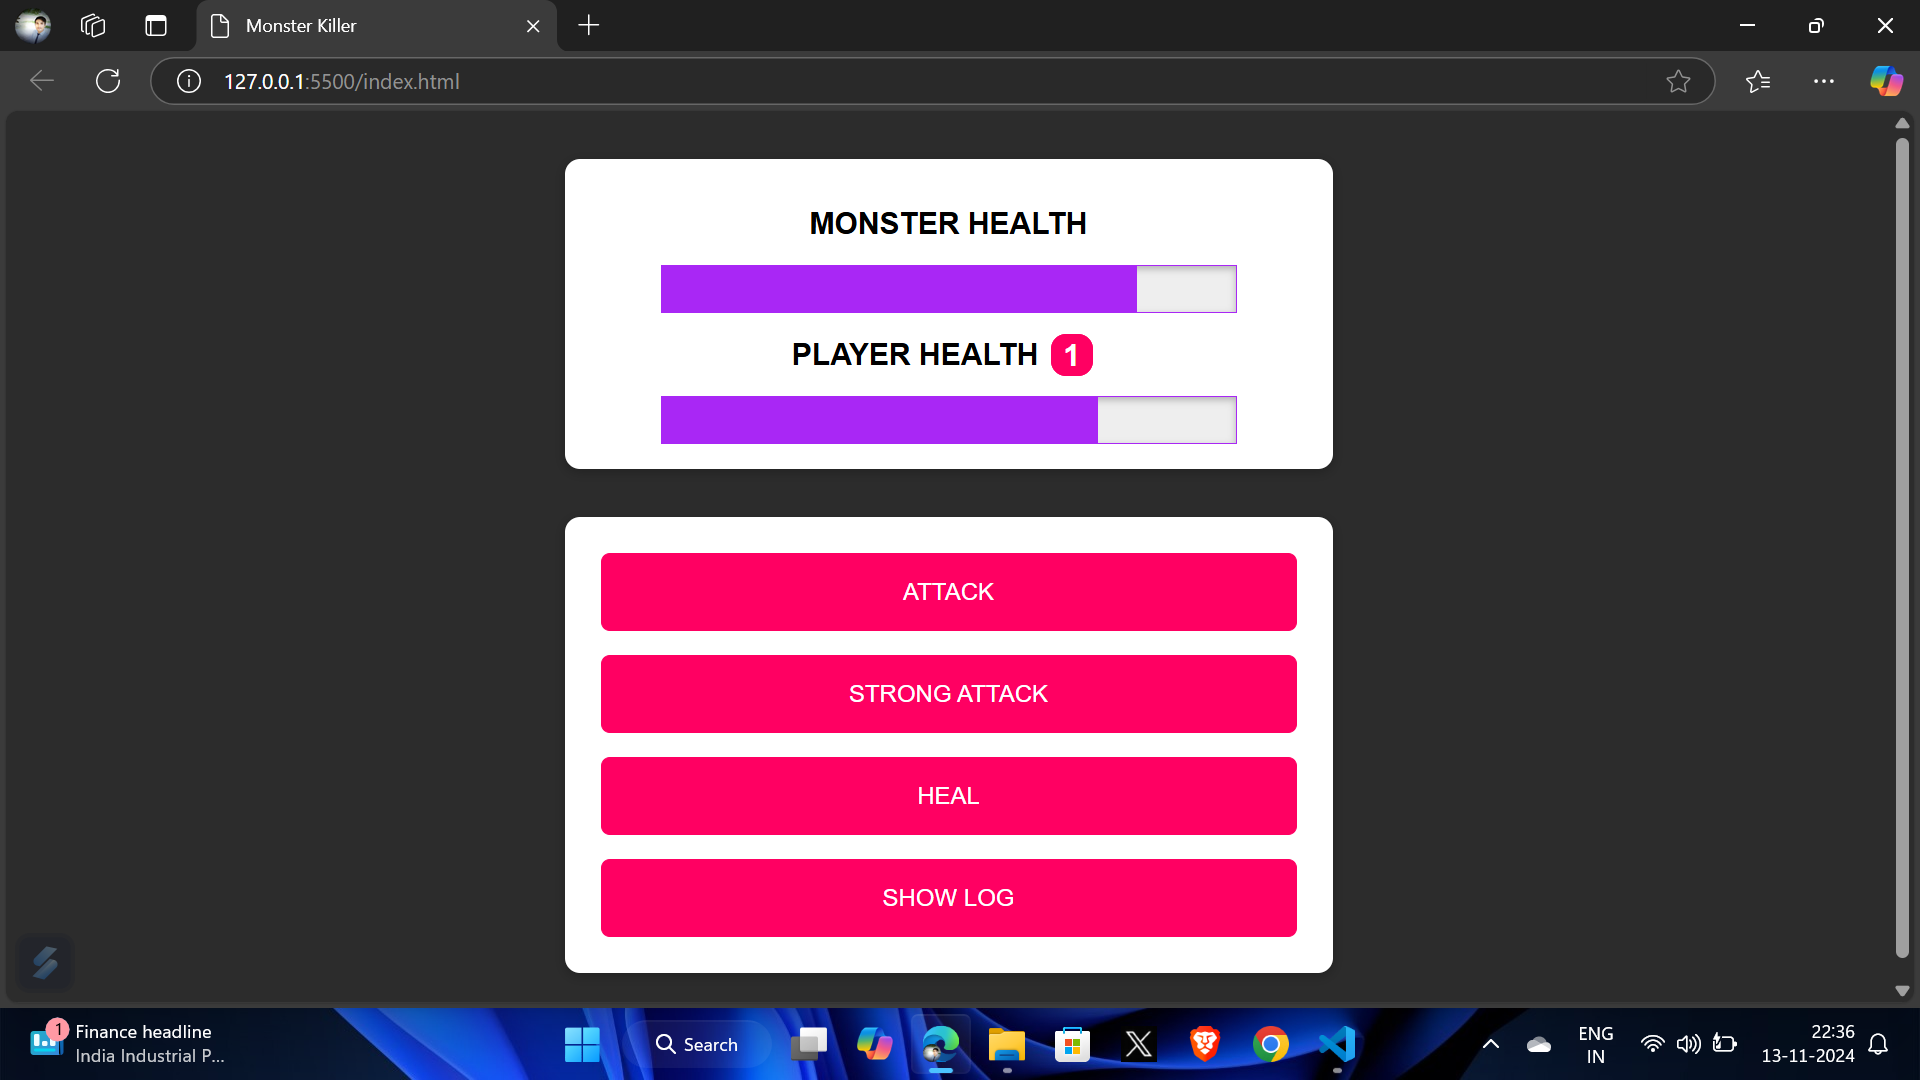 Monster Killer
127.0.0.1:5500/index.html
MONSTER HEALTH
PLAYER HEALTH 1
ATTACK
STRONG ATTACK
HEAL
SHOW LOG
1
Finance headline
India Industrial P...
Search
ENG
IN
22:36
13-11-2024